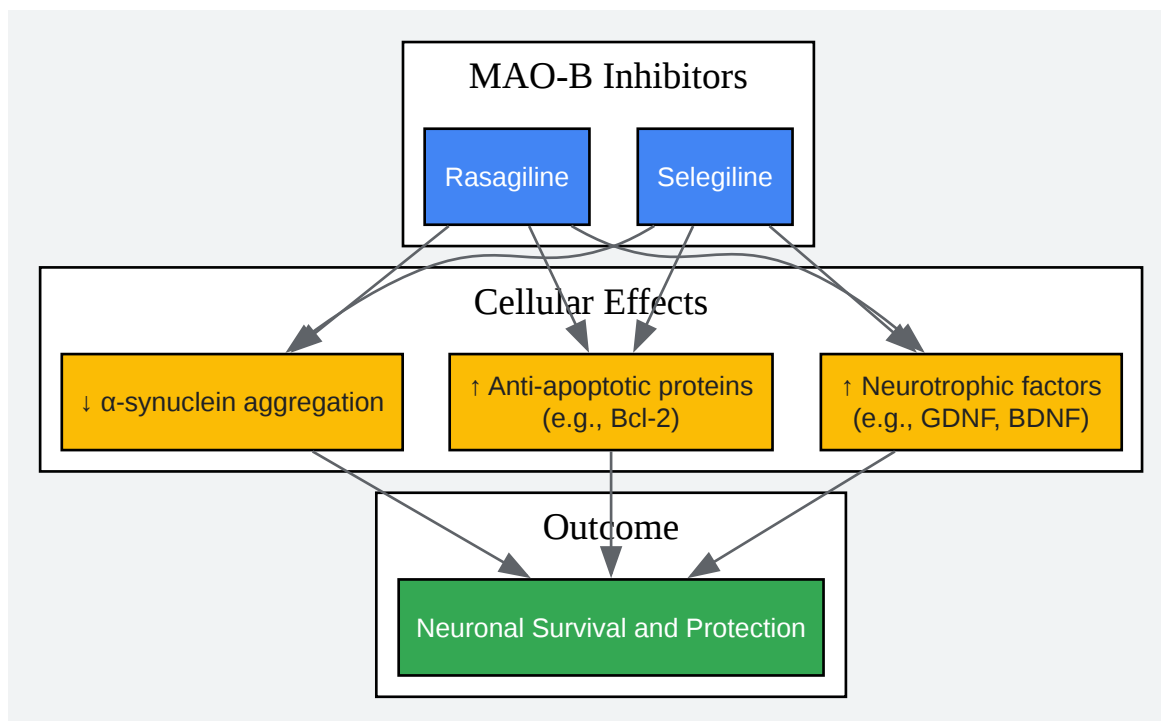 MAO-B Inhibitors
Rasagiline
Selegiline
Cellular Effects
↓ α-synuclein aggregation
↑ Anti-apoptotic proteins
(e.g., Bcl-2)
↑ Neurotrophic factors
(e.g., GDNF, BDNF)
Outcome
Neuronal Survival and Protection